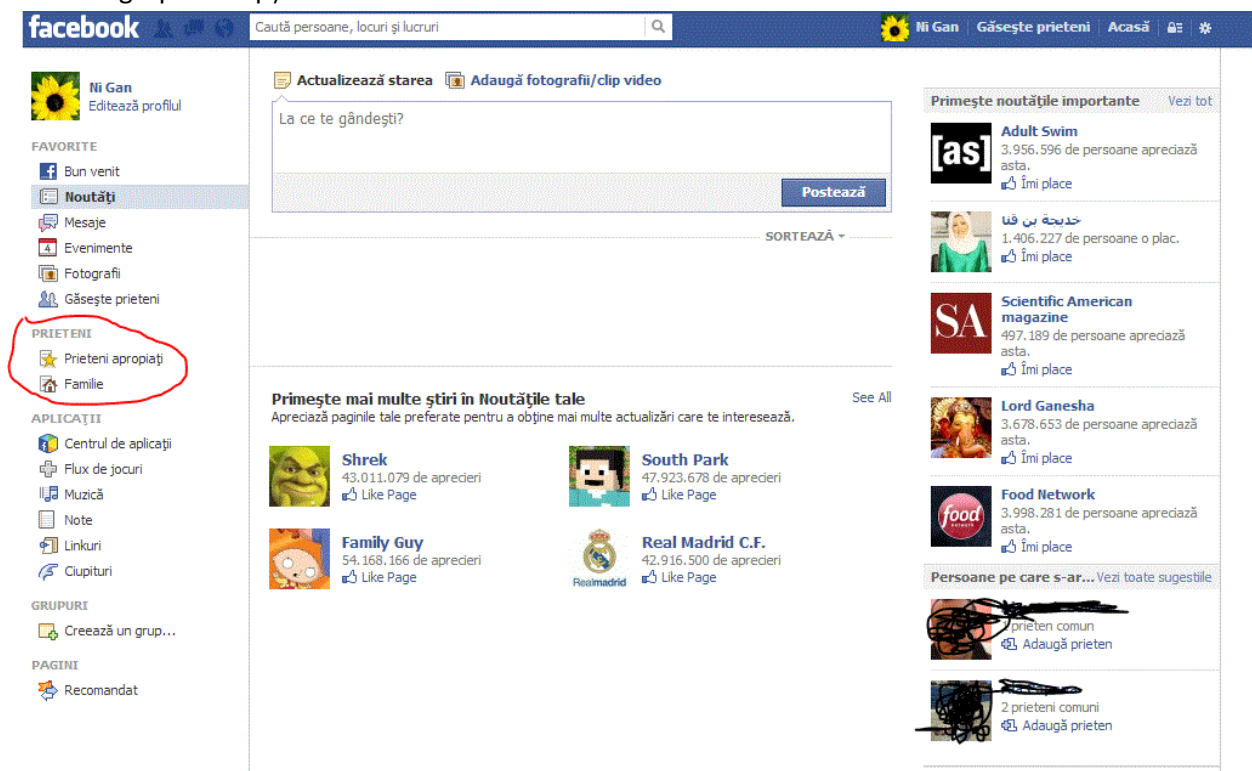 facebook
Caută persoane, locuri şi lucruri
Ni Gan
Găseşte prieteni
Acasă
Ni Gan
Editează profilul
FAVORITE
Bun venit
Noutăţi
Mesaje
4 Evenimente
Fotografii
Găseşte prieteni
PRIETENI
Prieteni apropiaţi
Familie
APLICAŢII
Centrul de aplicaţii
Flux de jocuri
Muzică
Note
Linkuri
Ciupituri
GRUPURI
Creează un grup...
PAGINI
Recomandat
Actualizează starea
Adaugă fotografii/clip video
La ce te gândeşti?
Postează
SORTEAZĂ
Primeşte mai multe ştiri în Noutăţile tale
See All
Apreciază paginile tale preferate pentru a obţine mai multe actualizări care te interesează.
Shrek
43.011.079 de aprecieri
Like Page
South Park
47.923.678 de aprecieri
Like Page
Family Guy
54.168.166 de aprecieri
Like Page
Realmadrid
Real Madrid C.F.
42.916.500 de aprecieri
Like Page
Primeşte noutăţile importante
Vezi tot
[as]
Adult Swim
3.956.596 de persoane apreciază
asta.
Îmi place
خديجة بن قنا
1.406.227 de persoane o plac.
Îmi place
SA
Scientific American
magazine
497.189 de persoane apreciază
asta.
Îmi place
Lord Ganesha
3.678.653 de persoane apreciază
asta.
Îmi place
food
NETWORK
Food Network
3.998.281 de persoane apreciază
asta.
Îmi place
Persoane pe care s-ar...
Vezi toate sugestiile
1 prieten comun
Adaugă prieten
2 prieteni comuni
Adaugă prieten